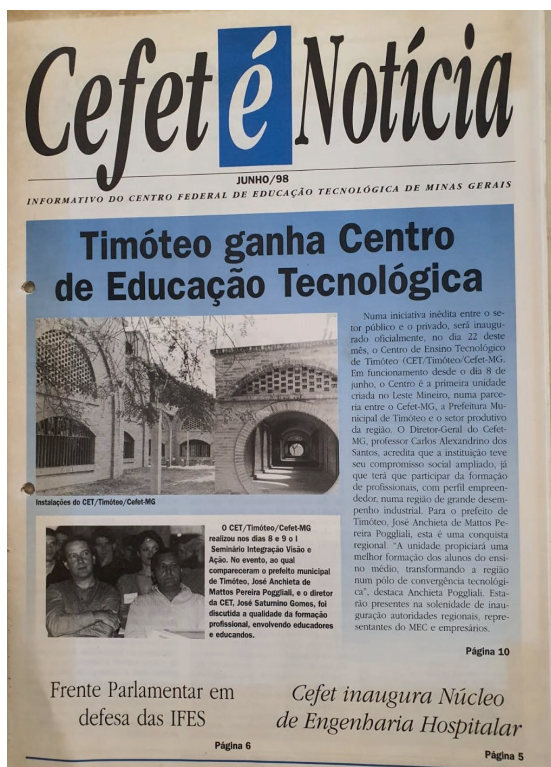 Cefet é Notícia
JUNHO/98
INFORMATIVO DO CENTRO FEDERAL DE EDUCAÇÃO TECNOLÓGICA DE MINAS GERAIS
Timóteo ganha Centro
de Educação Tecnológica
Numa iniciativa inédita entre o se-
tor público e o privado, será inaugu-
rado oficialmente, no dia 22 deste
mês, o Centro de Ensino Tecnológico
de Timóteo (CET/Timóteo/Cefet-MG.
Em funcionamento desde o dia 8 de
junho, o Centro é a primeira unidade
criada no Leste Mineiro, numa parce-
ria entre o Cefet-MG, a Prefeitura Mu-
nicipal de Timóteo e o setor produtivo
da região. O Diretor-Geral do Cefet-
MG, professor Carlos Alexandrino dos
Santos, acredita que a instituição teve
seu compromisso social ampliado, já
que terá que participar da formação
de profissionais, com perfil empreen-
dedor, numa região de grande desem-
penho industrial. Para o prefeito de
Timóteo, José Anchieta de Mattos Pe-
reira Poggliali, esta é uma conquista
regional. "A unidade propiciará uma
melhor formação dos alunos do ensi-
no médio, transformando a região
num pólo de convergência tecnológi-
ca", destaca Anchieta Poggliali. Esta-
rão presentes na solenidade de inau-
guração autoridades regionais, repre-
sentantes do MEC e empresários.
Página 10
Instalações do CET/Timóteo/Cefet-MG
O CET/Timóteo/Cefet-MG
realizou nos dias 8 e 9 o I
Seminário Integração Visão e
Ação. No evento, ao qual
compareceram o prefeito municipal
de Timóteo, José Anchieta de
Mattos Pereira Poggliali, e o diretor
da CET, José Saturnino Gomes, foi
discutida a qualidade da formação
profissional, envolvendo educadores
e educandos.
Frente Parlamentar em
defesa das IFES
Página 6
Cefet inaugura Núcleo
de Engenharia Hospitalar
Página 5